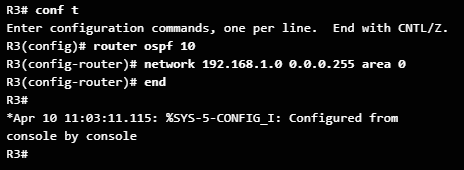 R3# conf t
Enter configuration commands, one per line.  End with CNTL/Z.
R3(config)# router ospf 10
R3(config-router)# network 192.168.1.0 0.0.0.255 area 0
R3(config-router)# end
R3#
*Apr 10 11:03:11.115: %SYS-5-CONFIG_I: Configured from
console by console
R3#